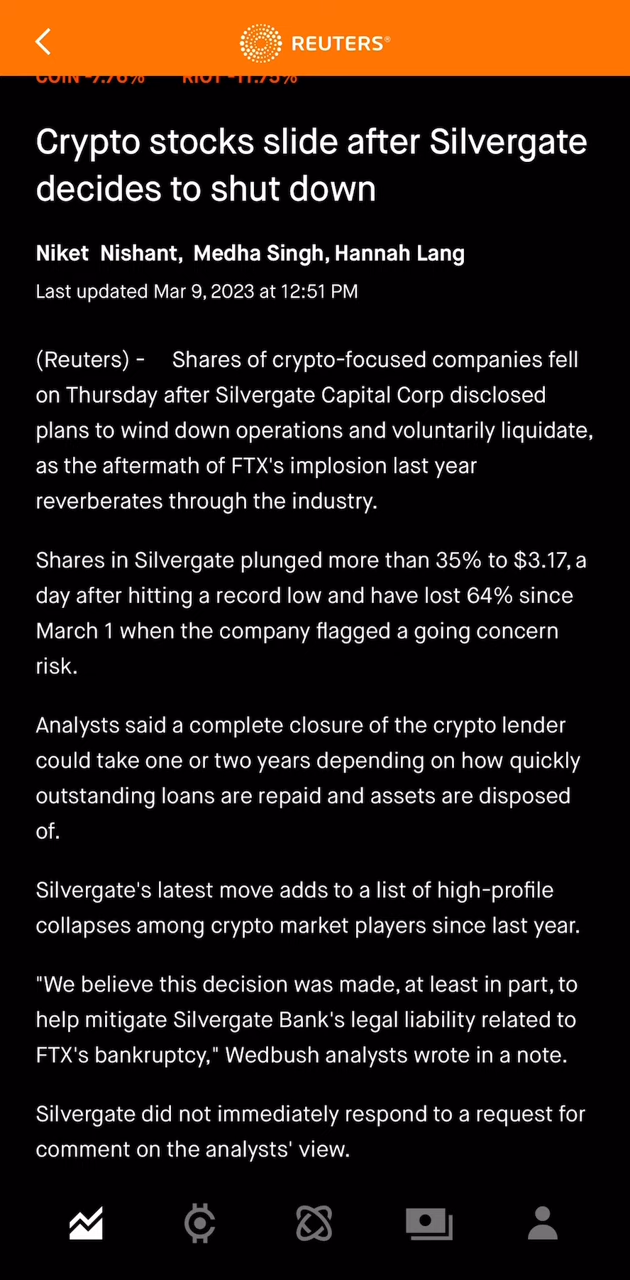 REUTERS®
COIN -7.76% RIOT -11.75%
Crypto stocks slide after Silvergate
decides to shut down
Niket Nishant, Medha Singh, Hannah Lang
Last updated Mar 9, 2023 at 12:51 PM
(Reuters) - Shares of crypto-focused companies fell
on Thursday after Silvergate Capital Corp disclosed
plans to wind down operations and voluntarily liquidate,
as the aftermath of FTX's implosion last year
reverberates through the industry.
Shares in Silvergate plunged more than 35% to $3.17, a
day after hitting a record low and have lost 64% since
March 1 when the company flagged a going concern
risk.
Analysts said a complete closure of the crypto lender
could take one or two years depending on how quickly
outstanding loans are repaid and assets are disposed
of.
Silvergate's latest move adds to a list of high-profile
collapses among crypto market players since last year.
"We believe this decision was made, at least in part, to
help mitigate Silvergate Bank's legal liability related to
FTX's bankruptcy," Wedbush analysts wrote in a note.
Silvergate did not immediately respond to a request for
comment on the analysts' view.